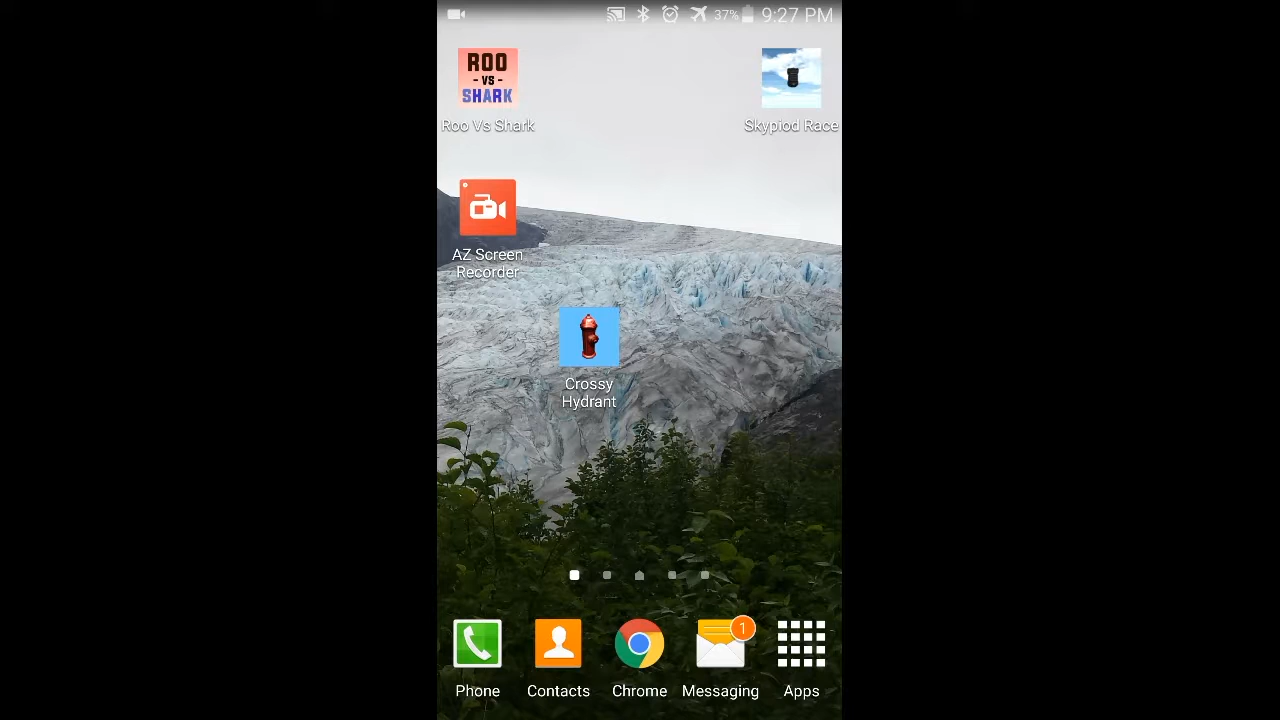 37%
9:27 PM
ROO
- VS -
SHARK
Roo Vs Shark
Skypiod Race
AZ Screen
Recorder
Crossy
Hydrant
1
Phone
Contacts
Chrome
Messaging
Apps